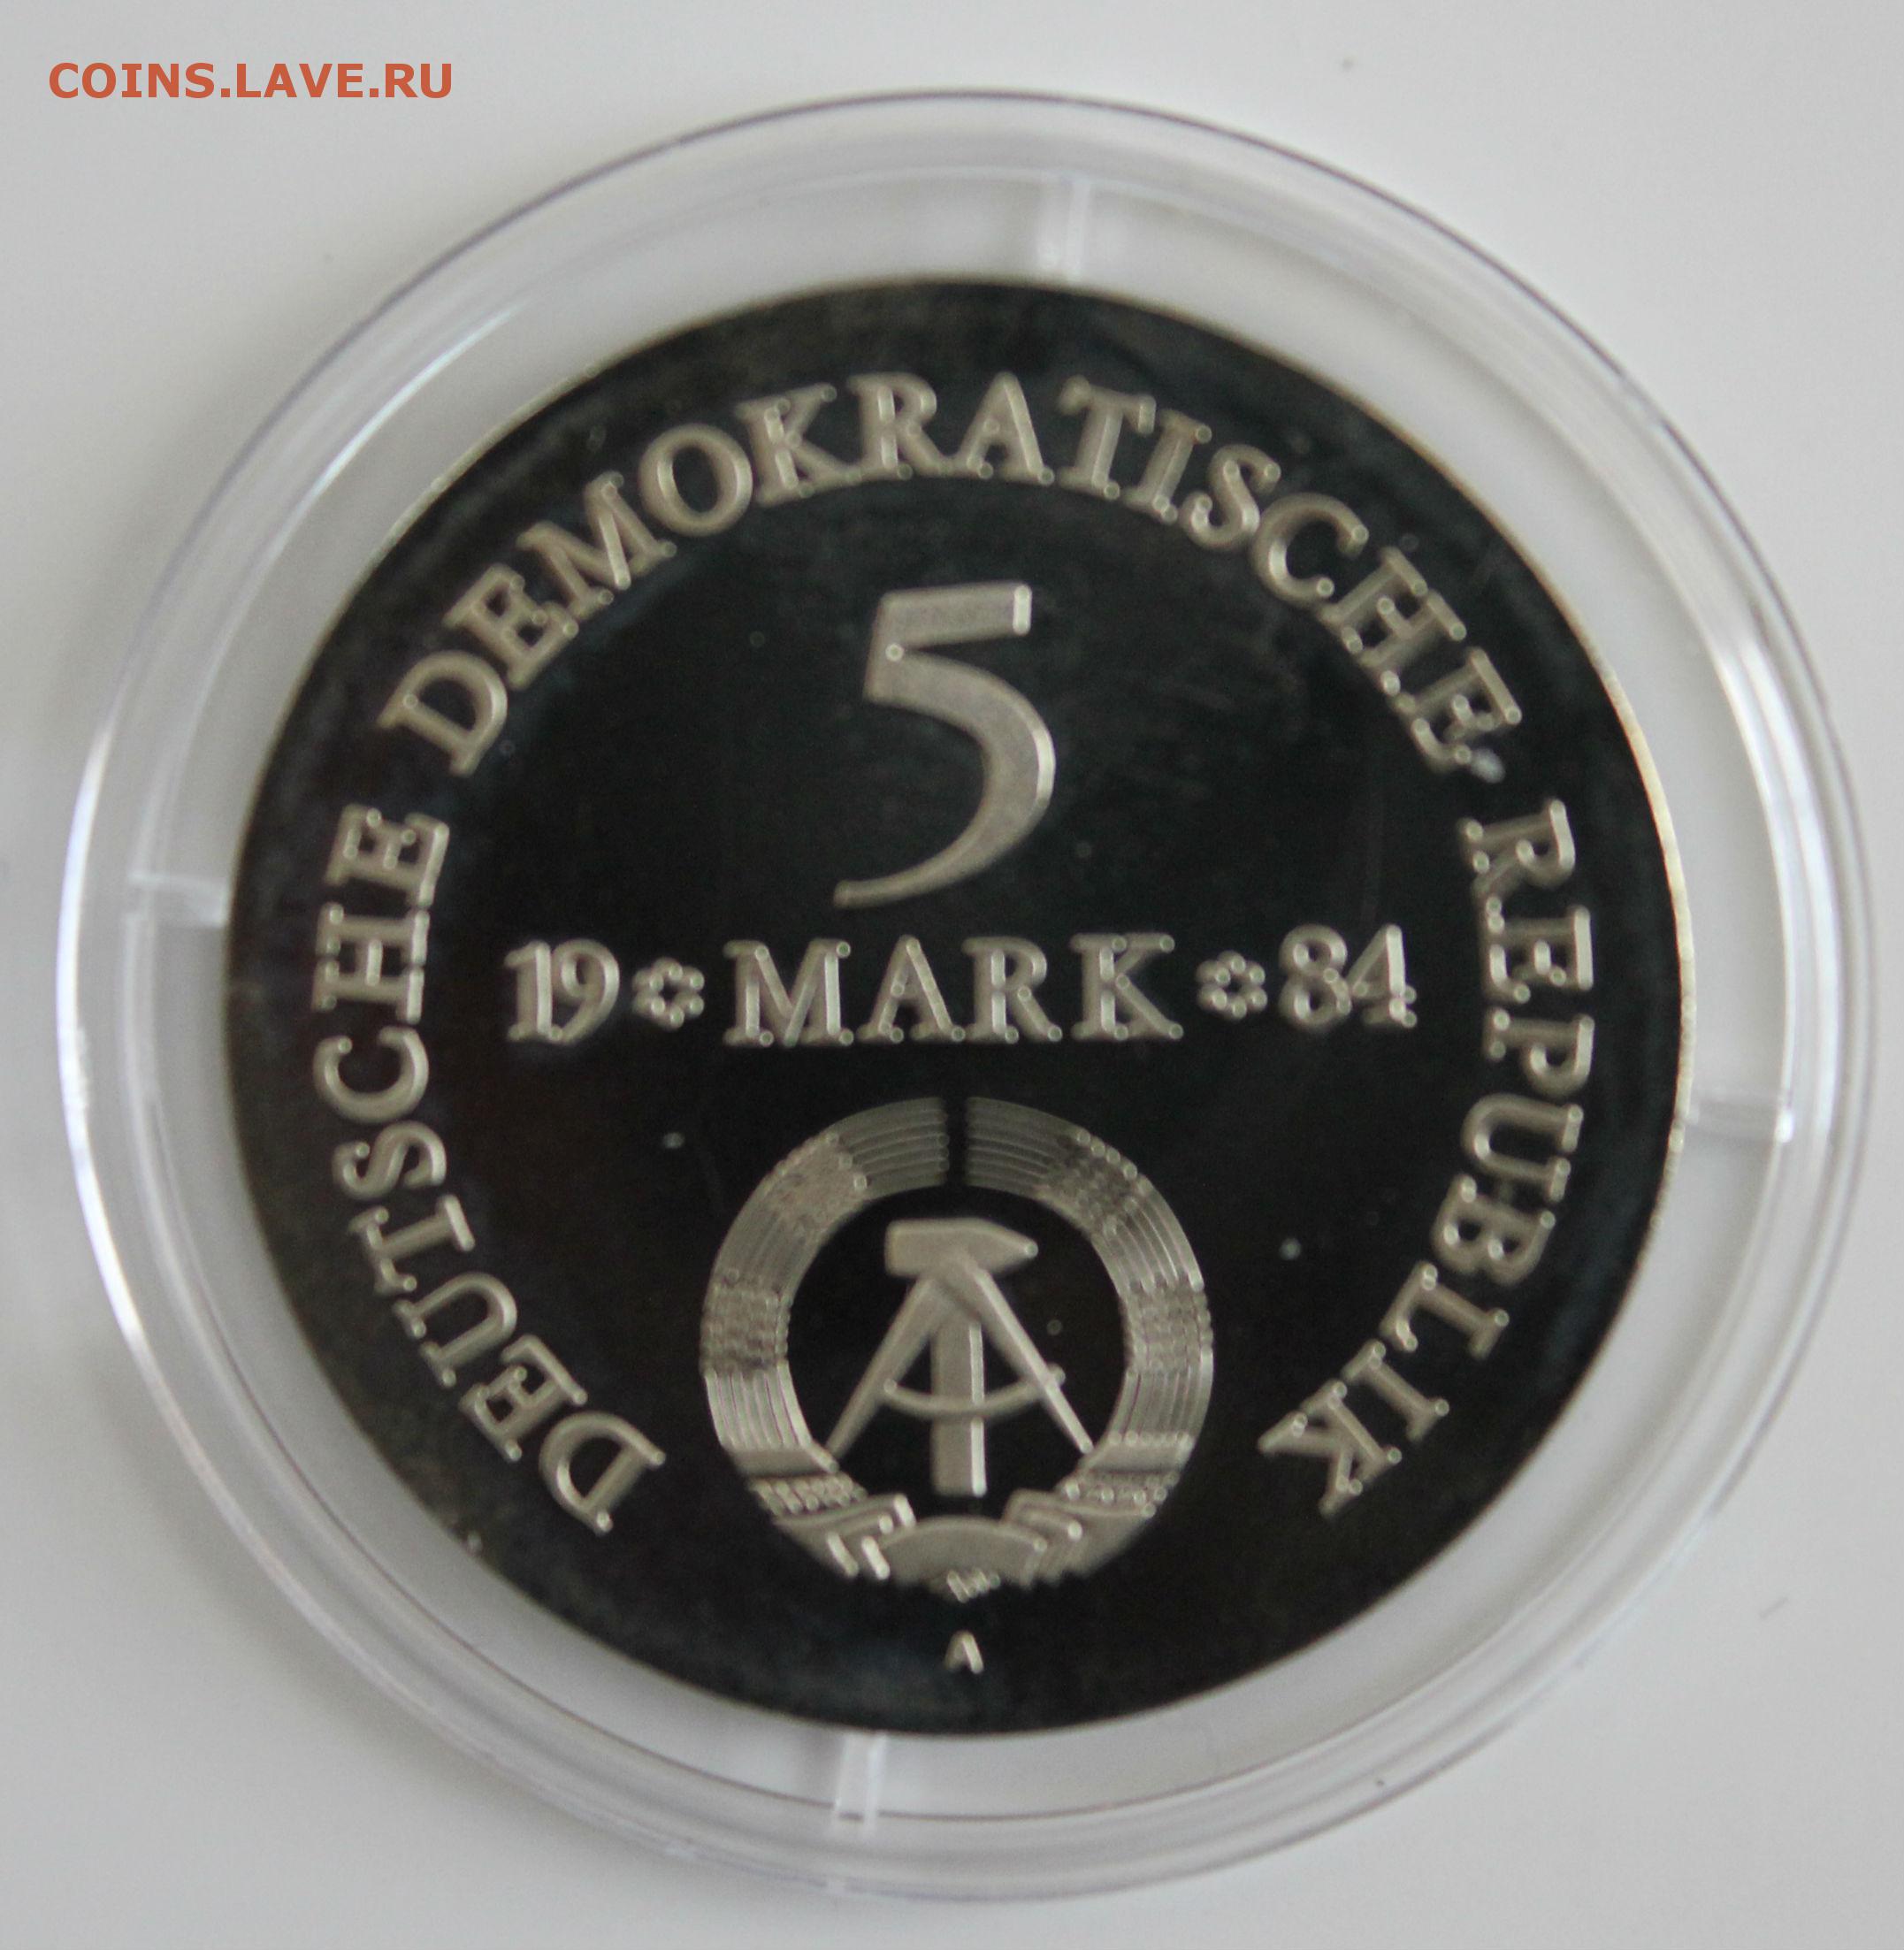 COINS.LAVE.RU
DEUTSCHE DEMOKRATISCHE REPUBLIK
5
19 MARK 84
A